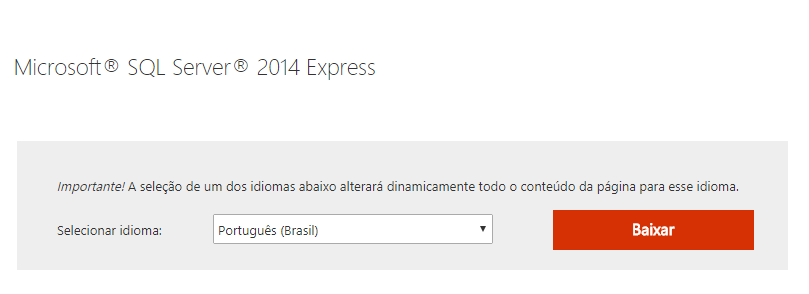 Microsoft® SQL Server® 2014 Express
Importante! A seleção de um dos idiomas abaixo alterará dinamicamente todo o conteúdo da página para esse idioma.
Selecionar idioma:
Português (Brasil)
Baixar